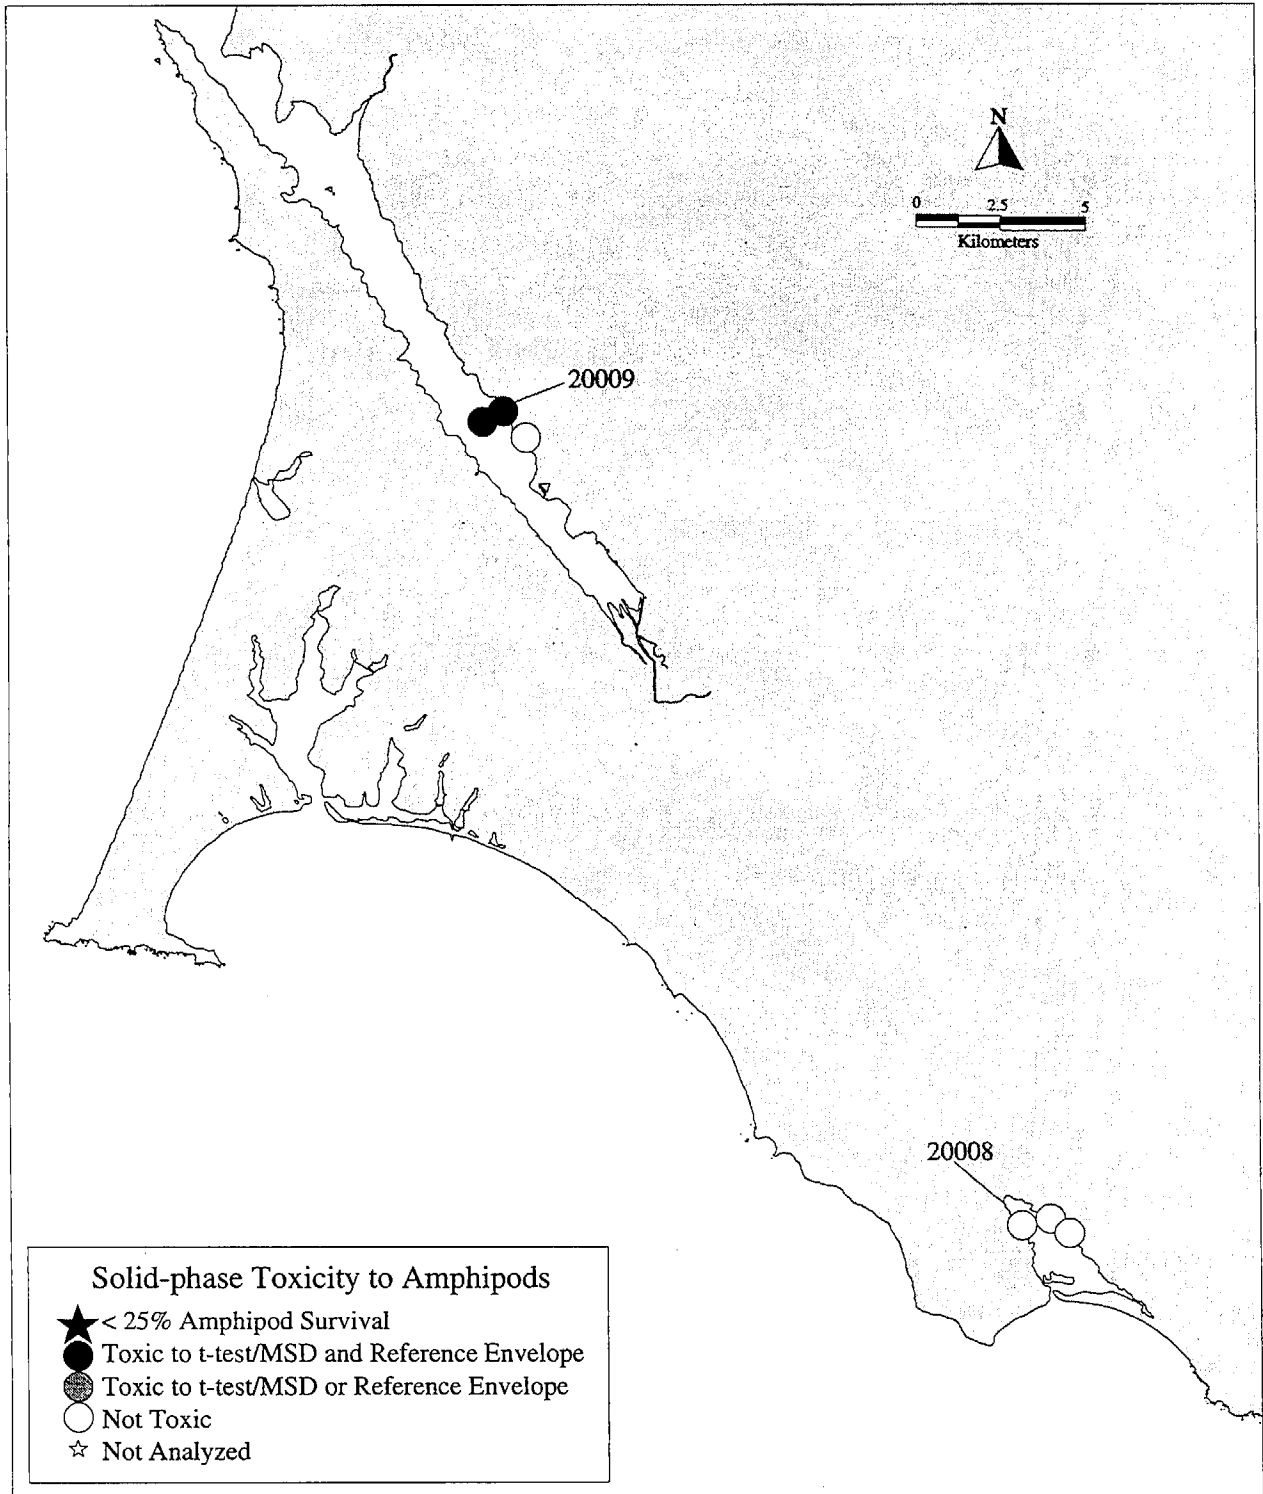 N
0 2.5 5
Kilometers
20009
20008
Solid-phase Toxicity to Amphipods
< 25% Amphipod Survival
Toxic to t-test/MSD and Reference Envelope
Toxic to t-test/MSD or Reference Envelope
Not Toxic
Not Analyzed